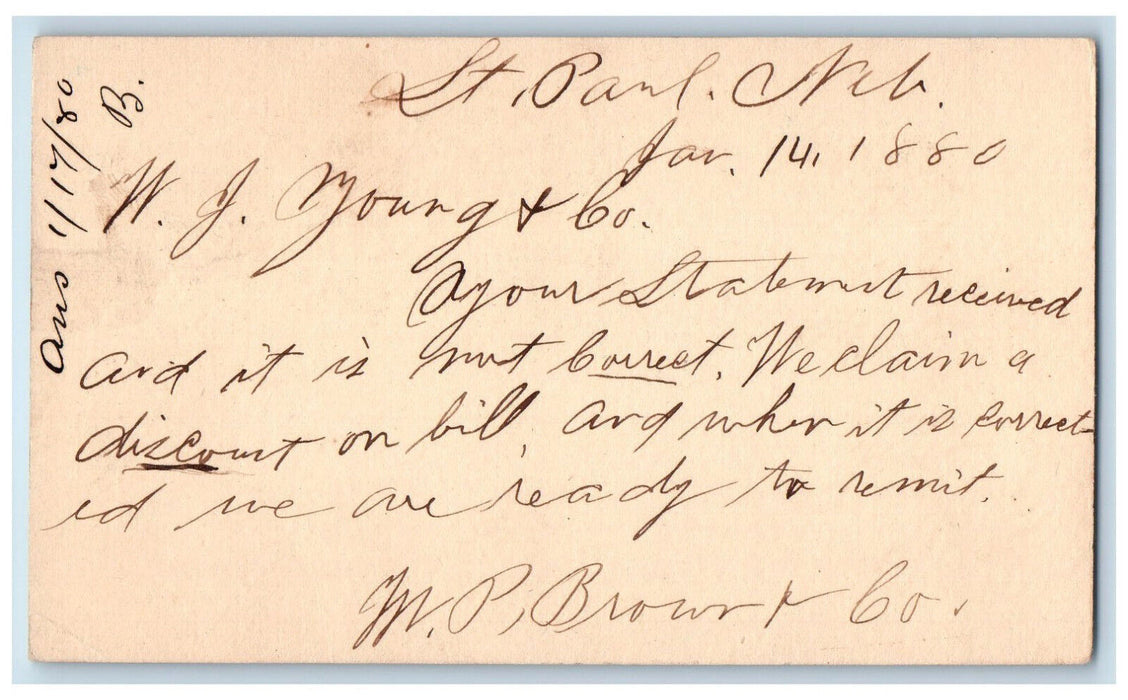 St. Paul. Neb.
Jan. 14, 1880
W. J. Young & Co.
Your Statement received
and it is not Correct. We claim a
discount on bill, and when it is correct-
ed we are ready to remit.
M. P. Brown & Co.
Ans 1/17/80
B.